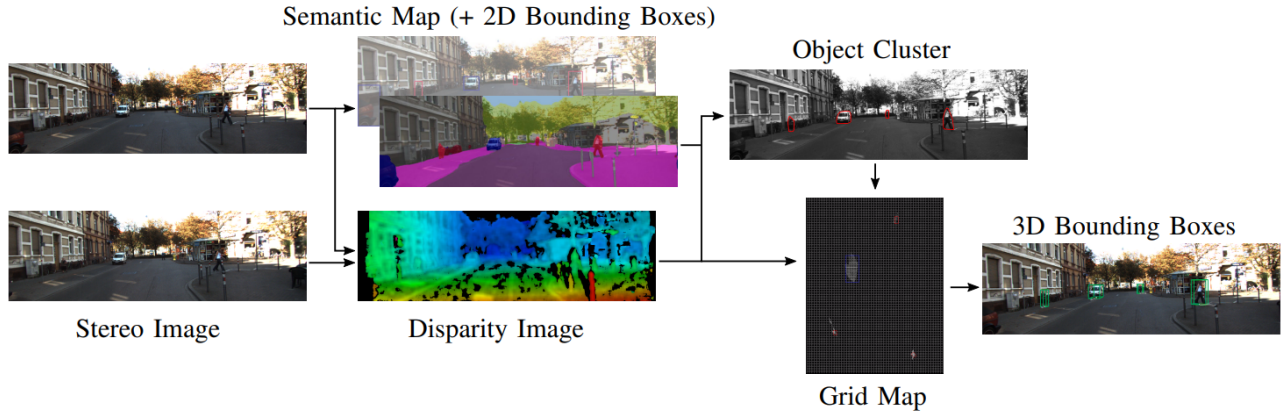 Semantic Map (+ 2D Bounding Boxes)
Object Cluster
3D Bounding Boxes
Stereo Image
Disparity Image
Grid Map